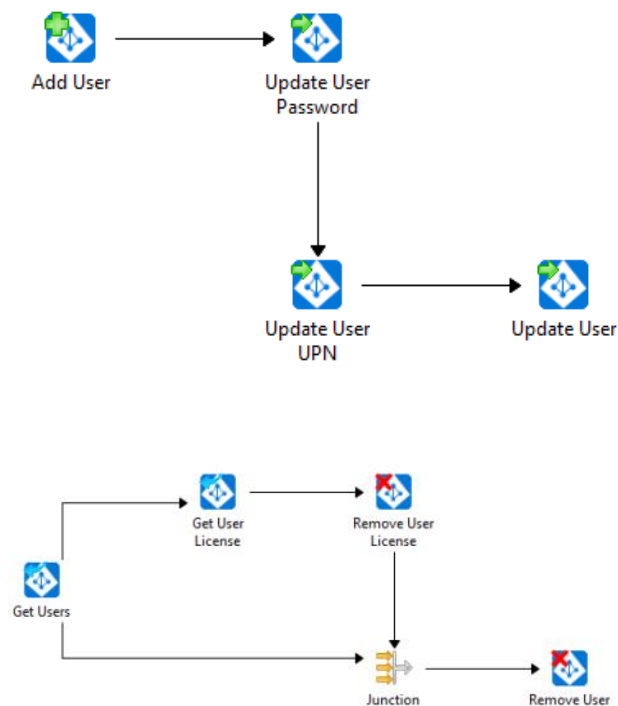 Add User
Update User
Password
Update User
UPN
Update User
Get User
License
Remove User
License
Get Users
Junction
Remove User